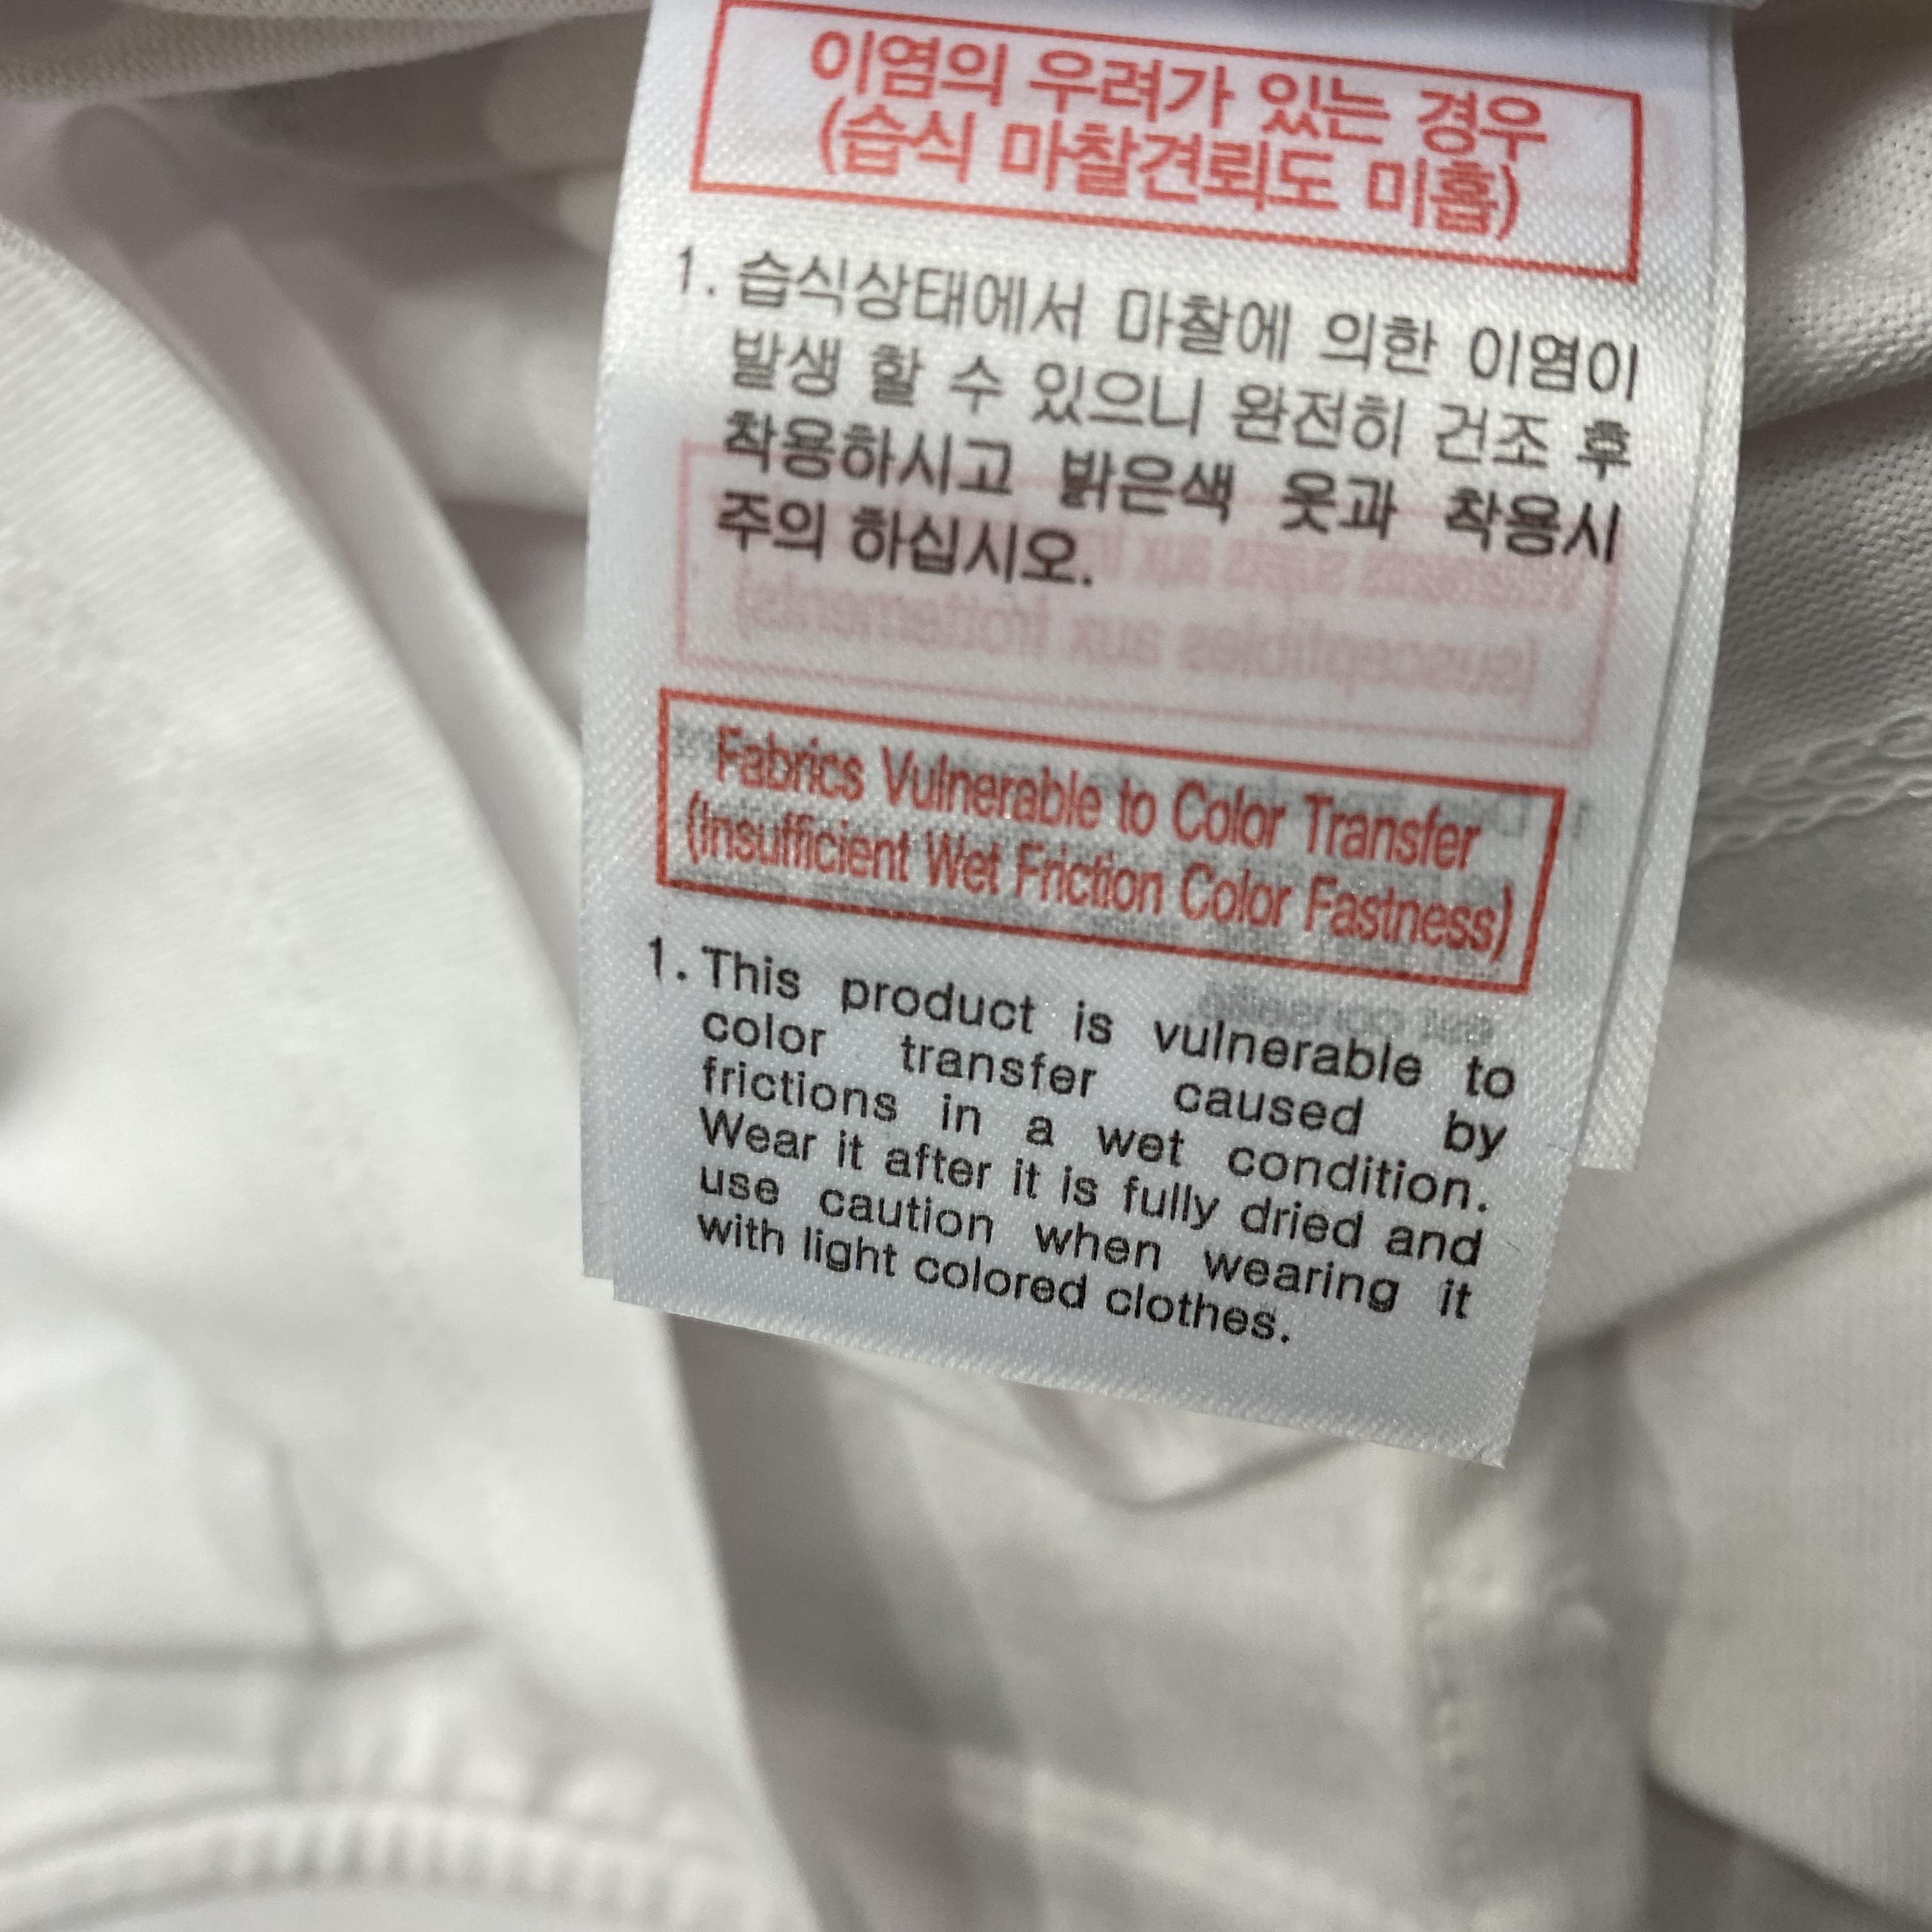 이염의 우려가 있는 경우
(습식 마찰견뢰도 미흡)
1. 습식상태에서 마찰에 의한 이염이
발생 할 수 있으니 완전히 건조 후
착용하시고 밝은색 옷과 착용시
주의 하십시오.
Fabrics Vulnerable to Color Transfer
(Insufficient Wet Friction Color Fastness)
1. This product is vulnerable to
color transfer caused by
frictions in a wet condition.
Wear it after it is fully dried and
use caution when wearing it
with light colored clothes.